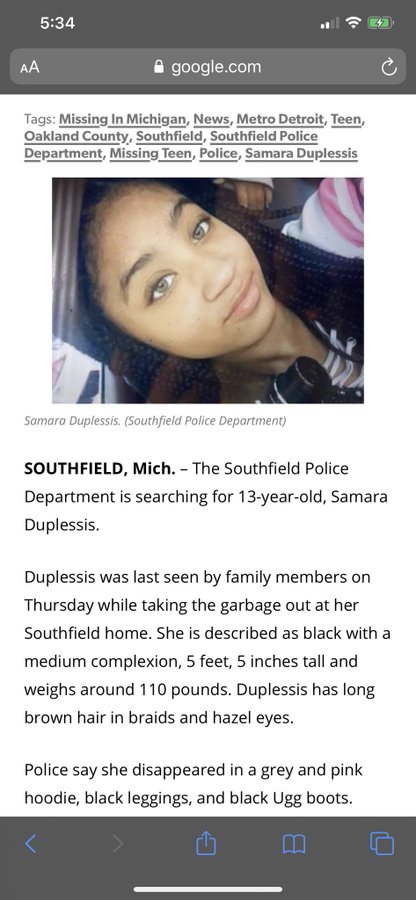 5:34
AA google.com
Tags: Missing In Michigan, News, Metro Detroit, Teen,
Oakland County, Southfield, Southfield Police
Department, Missing Teen, Police, Samara Duplessis
Samara Duplessis. (Southfield Police Department)
SOUTHFIELD, Mich. – The Southfield Police
Department is searching for 13-year-old, Samara
Duplessis.
Duplessis was last seen by family members on
Thursday while taking the garbage out at her
Southfield home. She is described as black with a
medium complexion, 5 feet, 5 inches tall and
weighs around 110 pounds. Duplessis has long
brown hair in braids and hazel eyes.
Police say she disappeared in a grey and pink
hoodie, black leggings, and black Ugg boots.